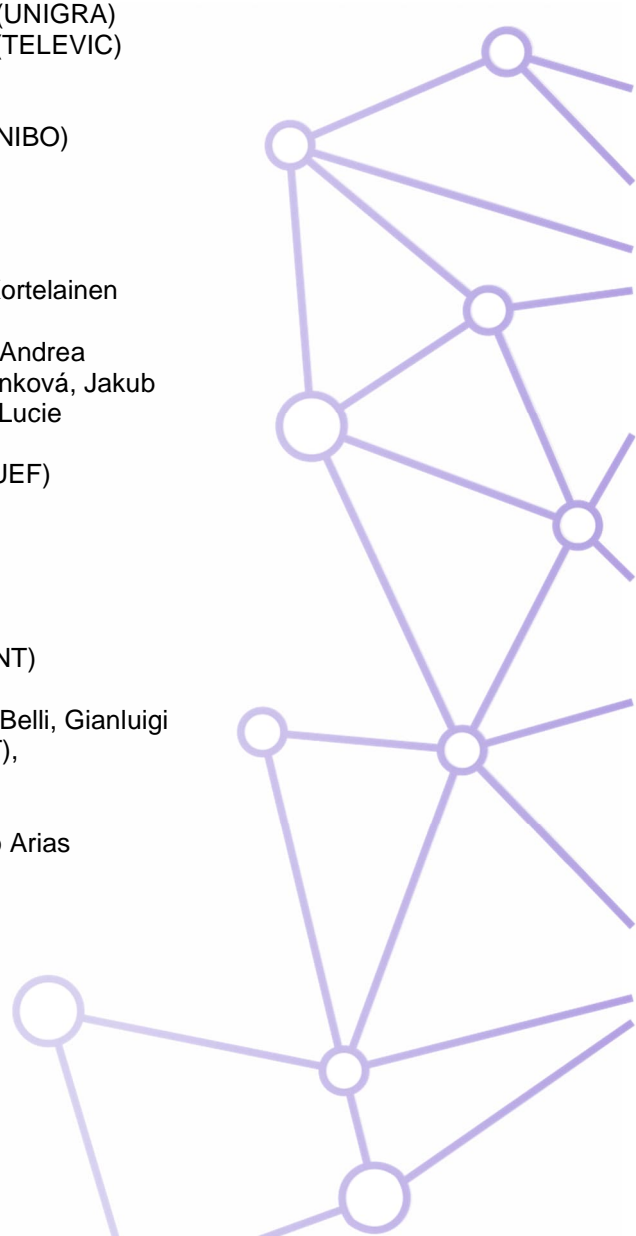 (UNIGRA)
(TELEVIC)
NIBO)
ortelainen
Andrea
nková, Jakub
Lucie
JEF)
NT)
Belli, Gianluigi
),
Arias